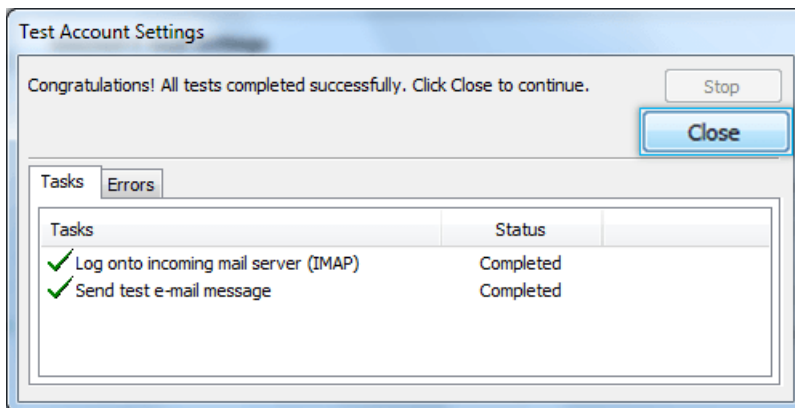 Test Account Settings
Congratulations! All tests completed successfully. Click Close to continue.
Stop
Close
Tasks
Errors
Tasks Status
Log onto incoming mail server (IMAP) Completed
Send test e-mail message Completed